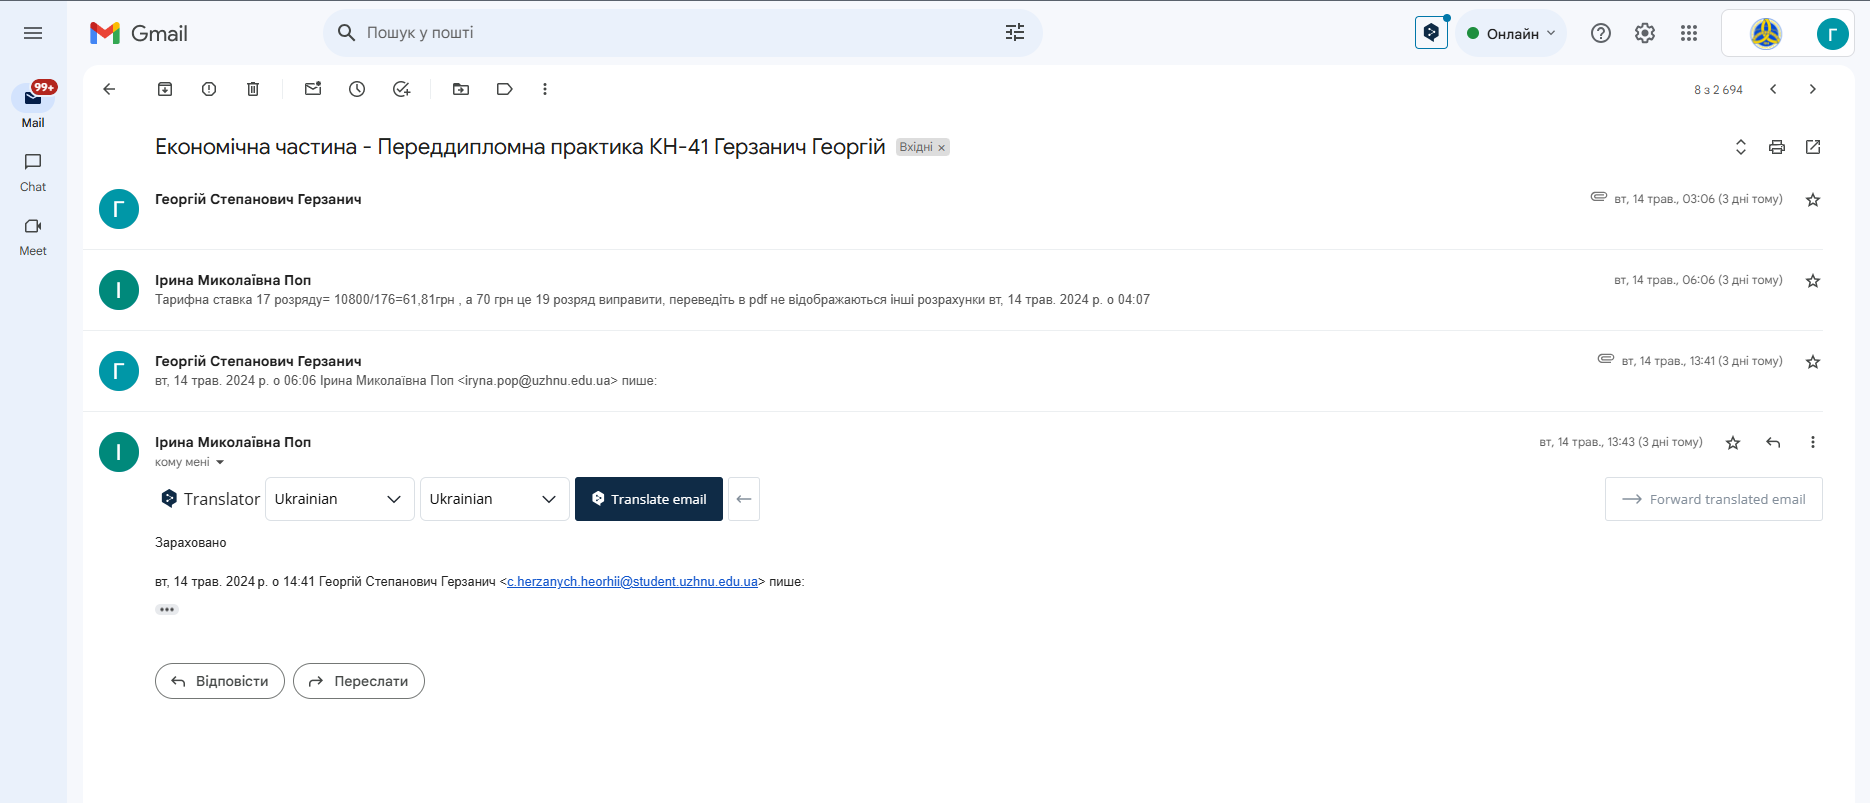 Gmail
Пошук у пошті
Онлайн
Г
99+
Mail
Chat
Meet
8 з 2 694
Економічна частина - Переддипломна практика КН-41 Герзанич Георгій
Вхідні ×
Г
Георгій Степанович Герзанич
вт, 14 трав., 03:06 (3 дні тому)
І
Ірина Миколаївна Поп
вт, 14 трав., 06:06 (3 дні тому)
Тарифна ставка 17 розряду= 10800/176=61,81грн , а 70 грн це 19 розряд виправити, переведіть в pdf не відображаються інші розрахунки вт, 14 трав. 2024 р. о 04:07
Г
Георгій Степанович Герзанич
вт, 14 трав., 13:41 (3 дні тому)
вт, 14 трав. 2024 р. о 06:06 Ірина Миколаївна Поп <iryna.pop@uzhnu.edu.ua> пише:
І
Ірина Миколаївна Поп
вт, 14 трав., 13:43 (3 дні тому)
кому мені
Translator
Ukrainian
Ukrainian
Translate email
Forward translated email
Зараховано
вт, 14 трав. 2024 р. о 14:41 Георгій Степанович Герзанич <c.herzanych.heorhii@student.uzhnu.edu.ua> пише:
Відповісти
Переслати